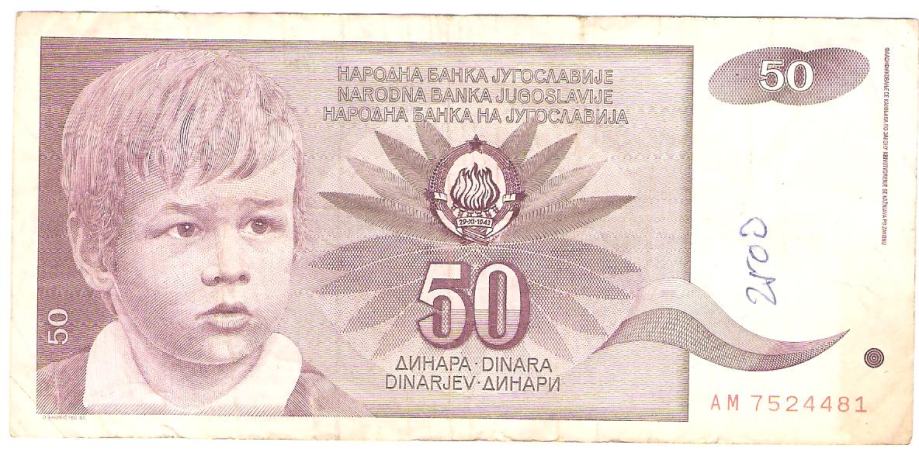 НАРОДНА БАНКА ЈУГОСЛАВИЈЕ
NARODNA BANKA JUGOSLAVIJE
НАРОДНА БАНКА НА ЈУГОСЛАВИЈА
50
29·XI·1943
50
50
ДИНАРА · DINARA
DINARJEV · ДИНАРИ
AM 7524481